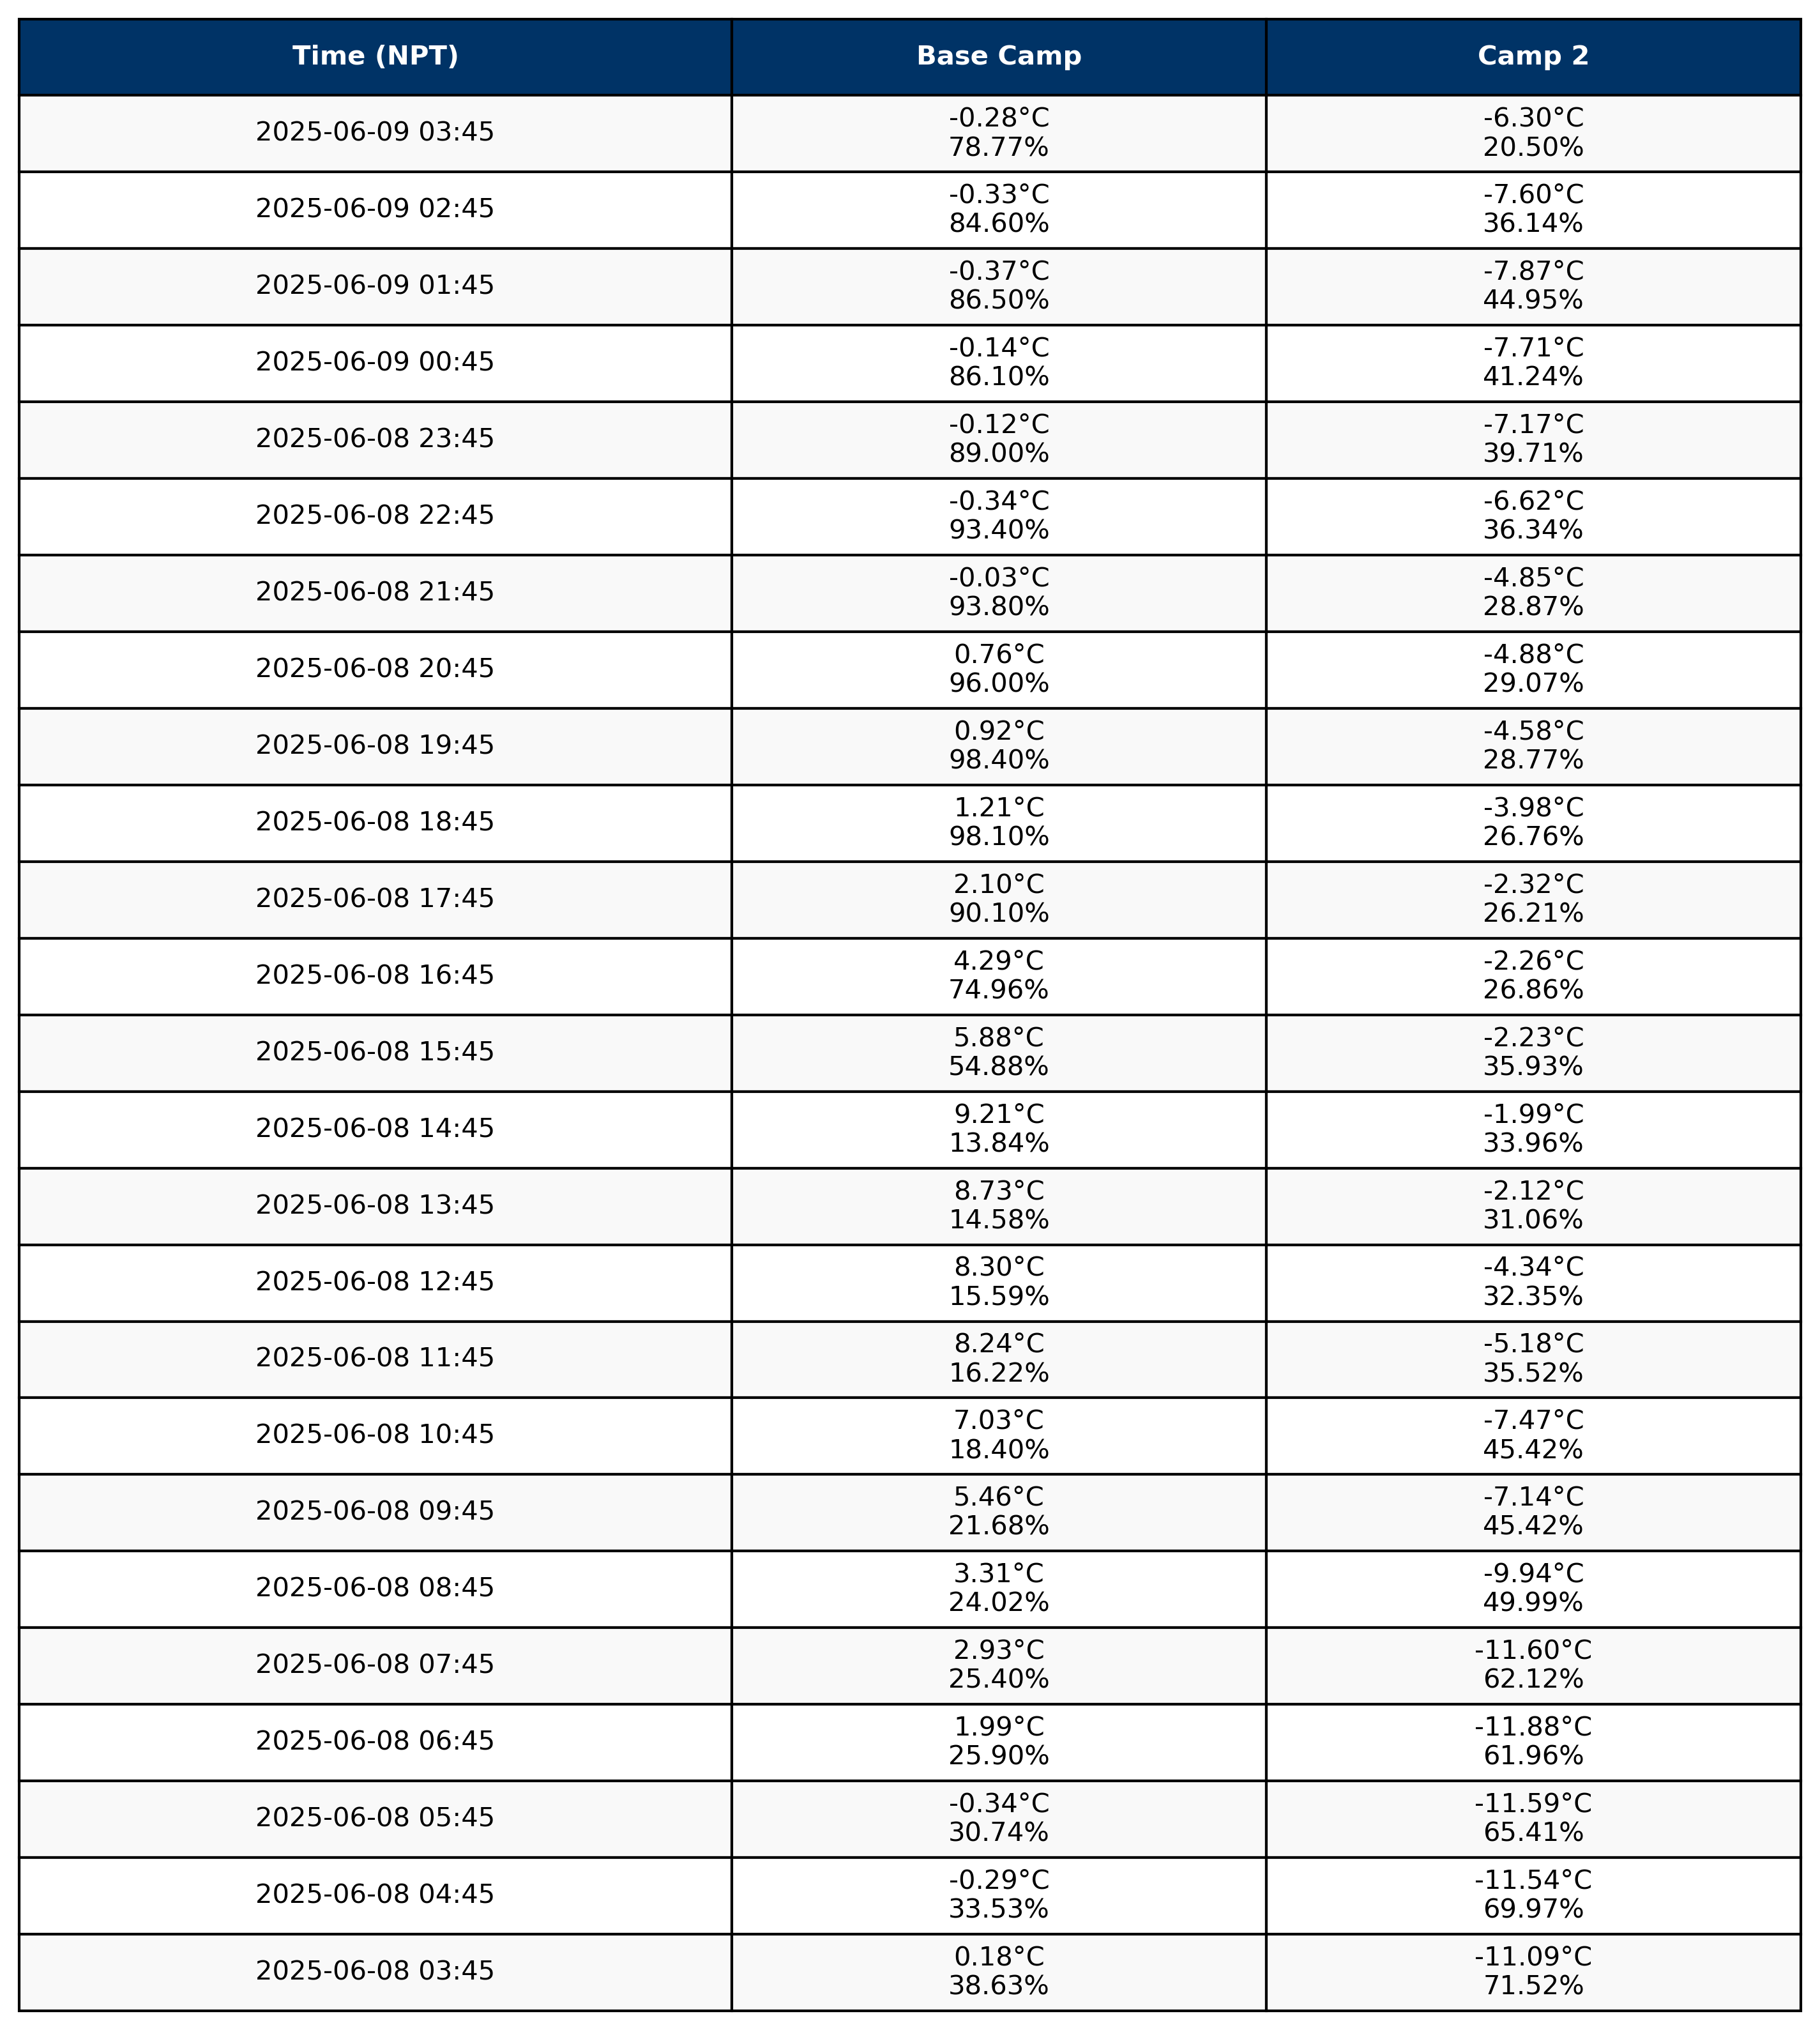 Time (NPT) Base Camp Camp 2
2025-06-09 03:45 -0.28°C -6.30°C
78.77% 20.50%
2025-06-09 02:45 -0.33°C -7.60°C
84.60% 36.14%
2025-06-09 01:45 -0.37°C -7.87°C
86.50% 44.95%
2025-06-09 00:45 -0.14°C -7.71°C
86.10% 41.24%
2025-06-08 23:45 -0.12°C -7.17°C
89.00% 39.71%
2025-06-08 22:45 -0.34°C -6.62°C
93.40% 36.34%
2025-06-08 21:45 -0.03°C -4.85°C
93.80% 28.87%
2025-06-08 20:45 0.76°C -4.88°C
96.00% 29.07%
2025-06-08 19:45 0.92°C -4.58°C
98.40% 28.77%
2025-06-08 18:45 1.21°C -3.98°C
98.10% 26.76%
2025-06-08 17:45 2.10°C -2.32°C
90.10% 26.21%
2025-06-08 16:45 4.29°C -2.26°C
74.96% 26.86%
2025-06-08 15:45 5.88°C -2.23°C
54.88% 35.93%
2025-06-08 14:45 9.21°C -1.99°C
13.84% 33.96%
2025-06-08 13:45 8.73°C -2.12°C
14.58% 31.06%
2025-06-08 12:45 8.30°C -4.34°C
15.59% 32.35%
2025-06-08 11:45 8.24°C -5.18°C
16.22% 35.52%
2025-06-08 10:45 7.03°C -7.47°C
18.40% 45.42%
2025-06-08 09:45 5.46°C -7.14°C
21.68% 45.42%
2025-06-08 08:45 3.31°C -9.94°C
24.02% 49.99%
2025-06-08 07:45 2.93°C -11.60°C
25.40% 62.12%
2025-06-08 06:45 1.99°C -11.88°C
25.90% 61.96%
2025-06-08 05:45 -0.34°C -11.59°C
30.74% 65.41%
2025-06-08 04:45 -0.29°C -11.54°C
33.53% 69.97%
2025-06-08 03:45 0.18°C -11.09°C
38.63% 71.52%